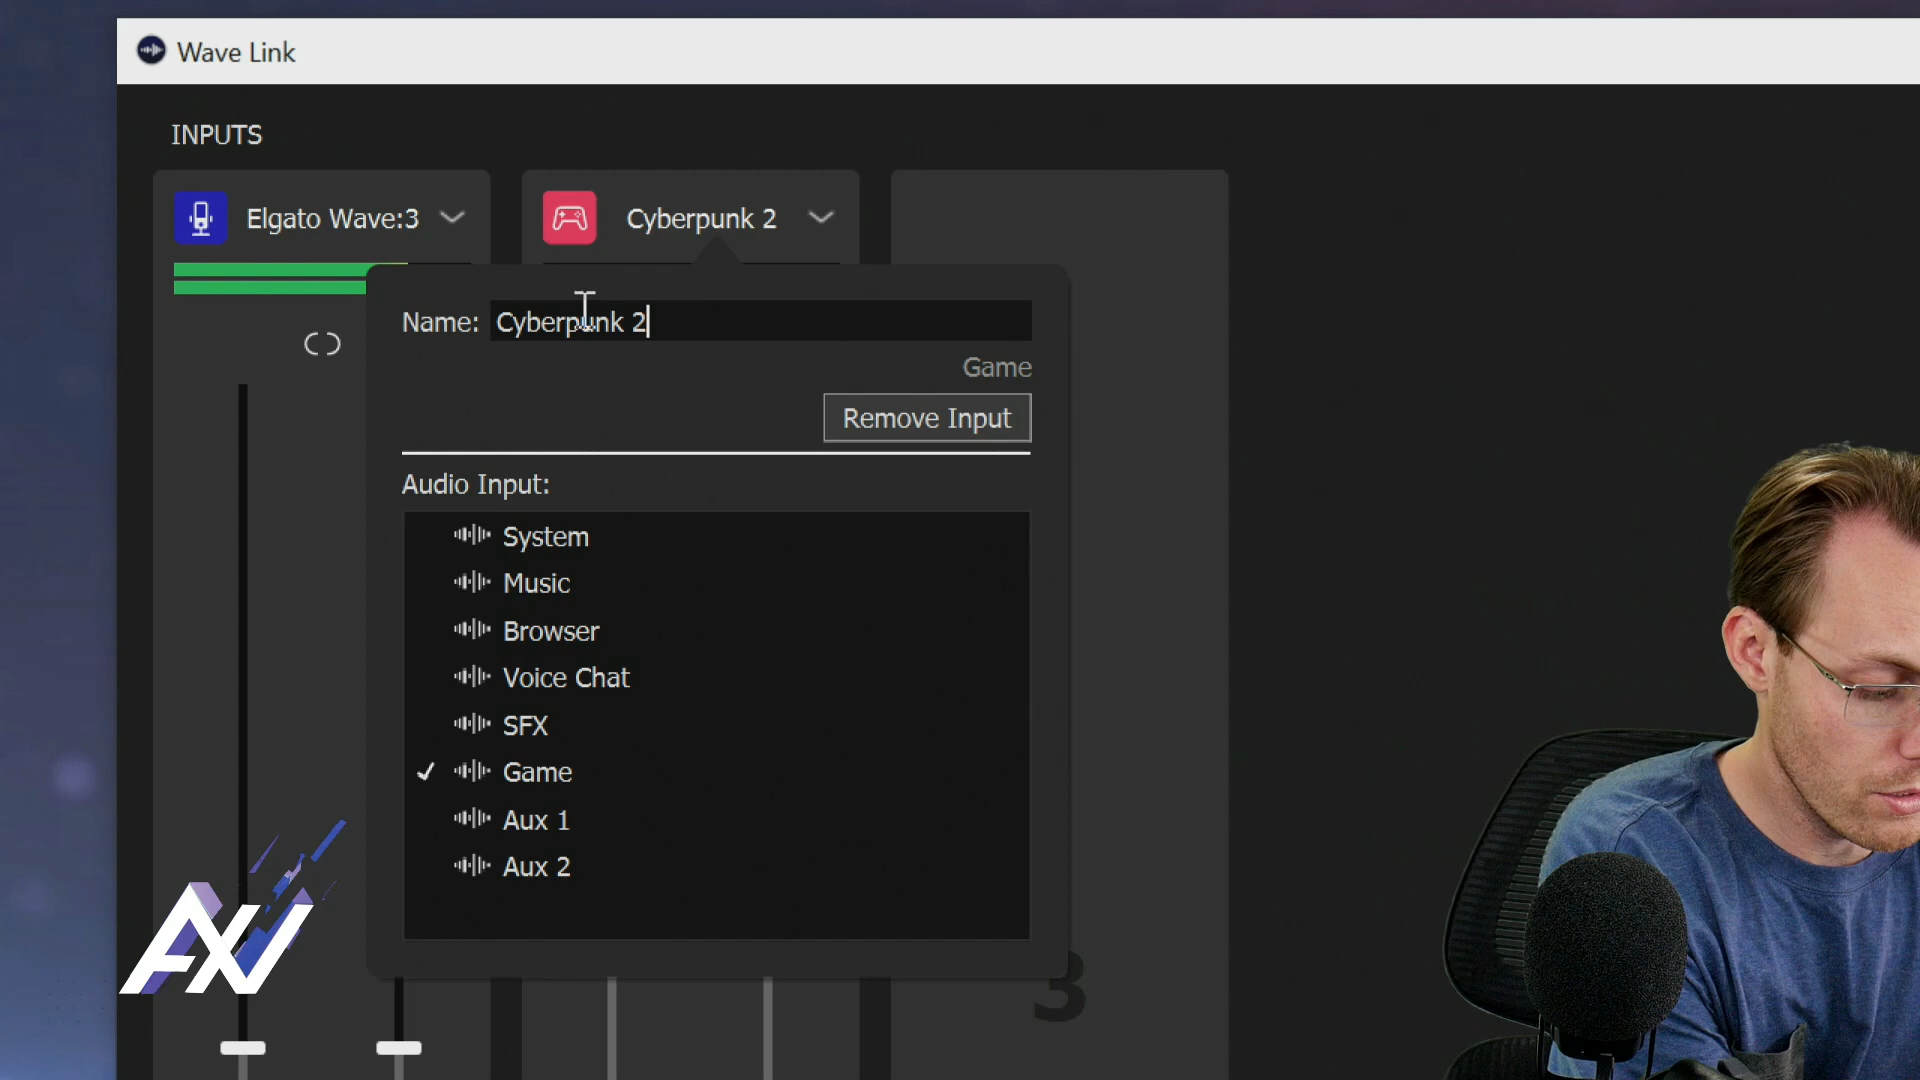 Wave Link
INPUTS
Elgato Wave:3
Cyberpunk 2
Name: Cyberpunk 2
Game
Remove Input
Audio Input:
System
Music
Browser
Voice Chat
SFX
Game
Aux 1
Aux 2
3